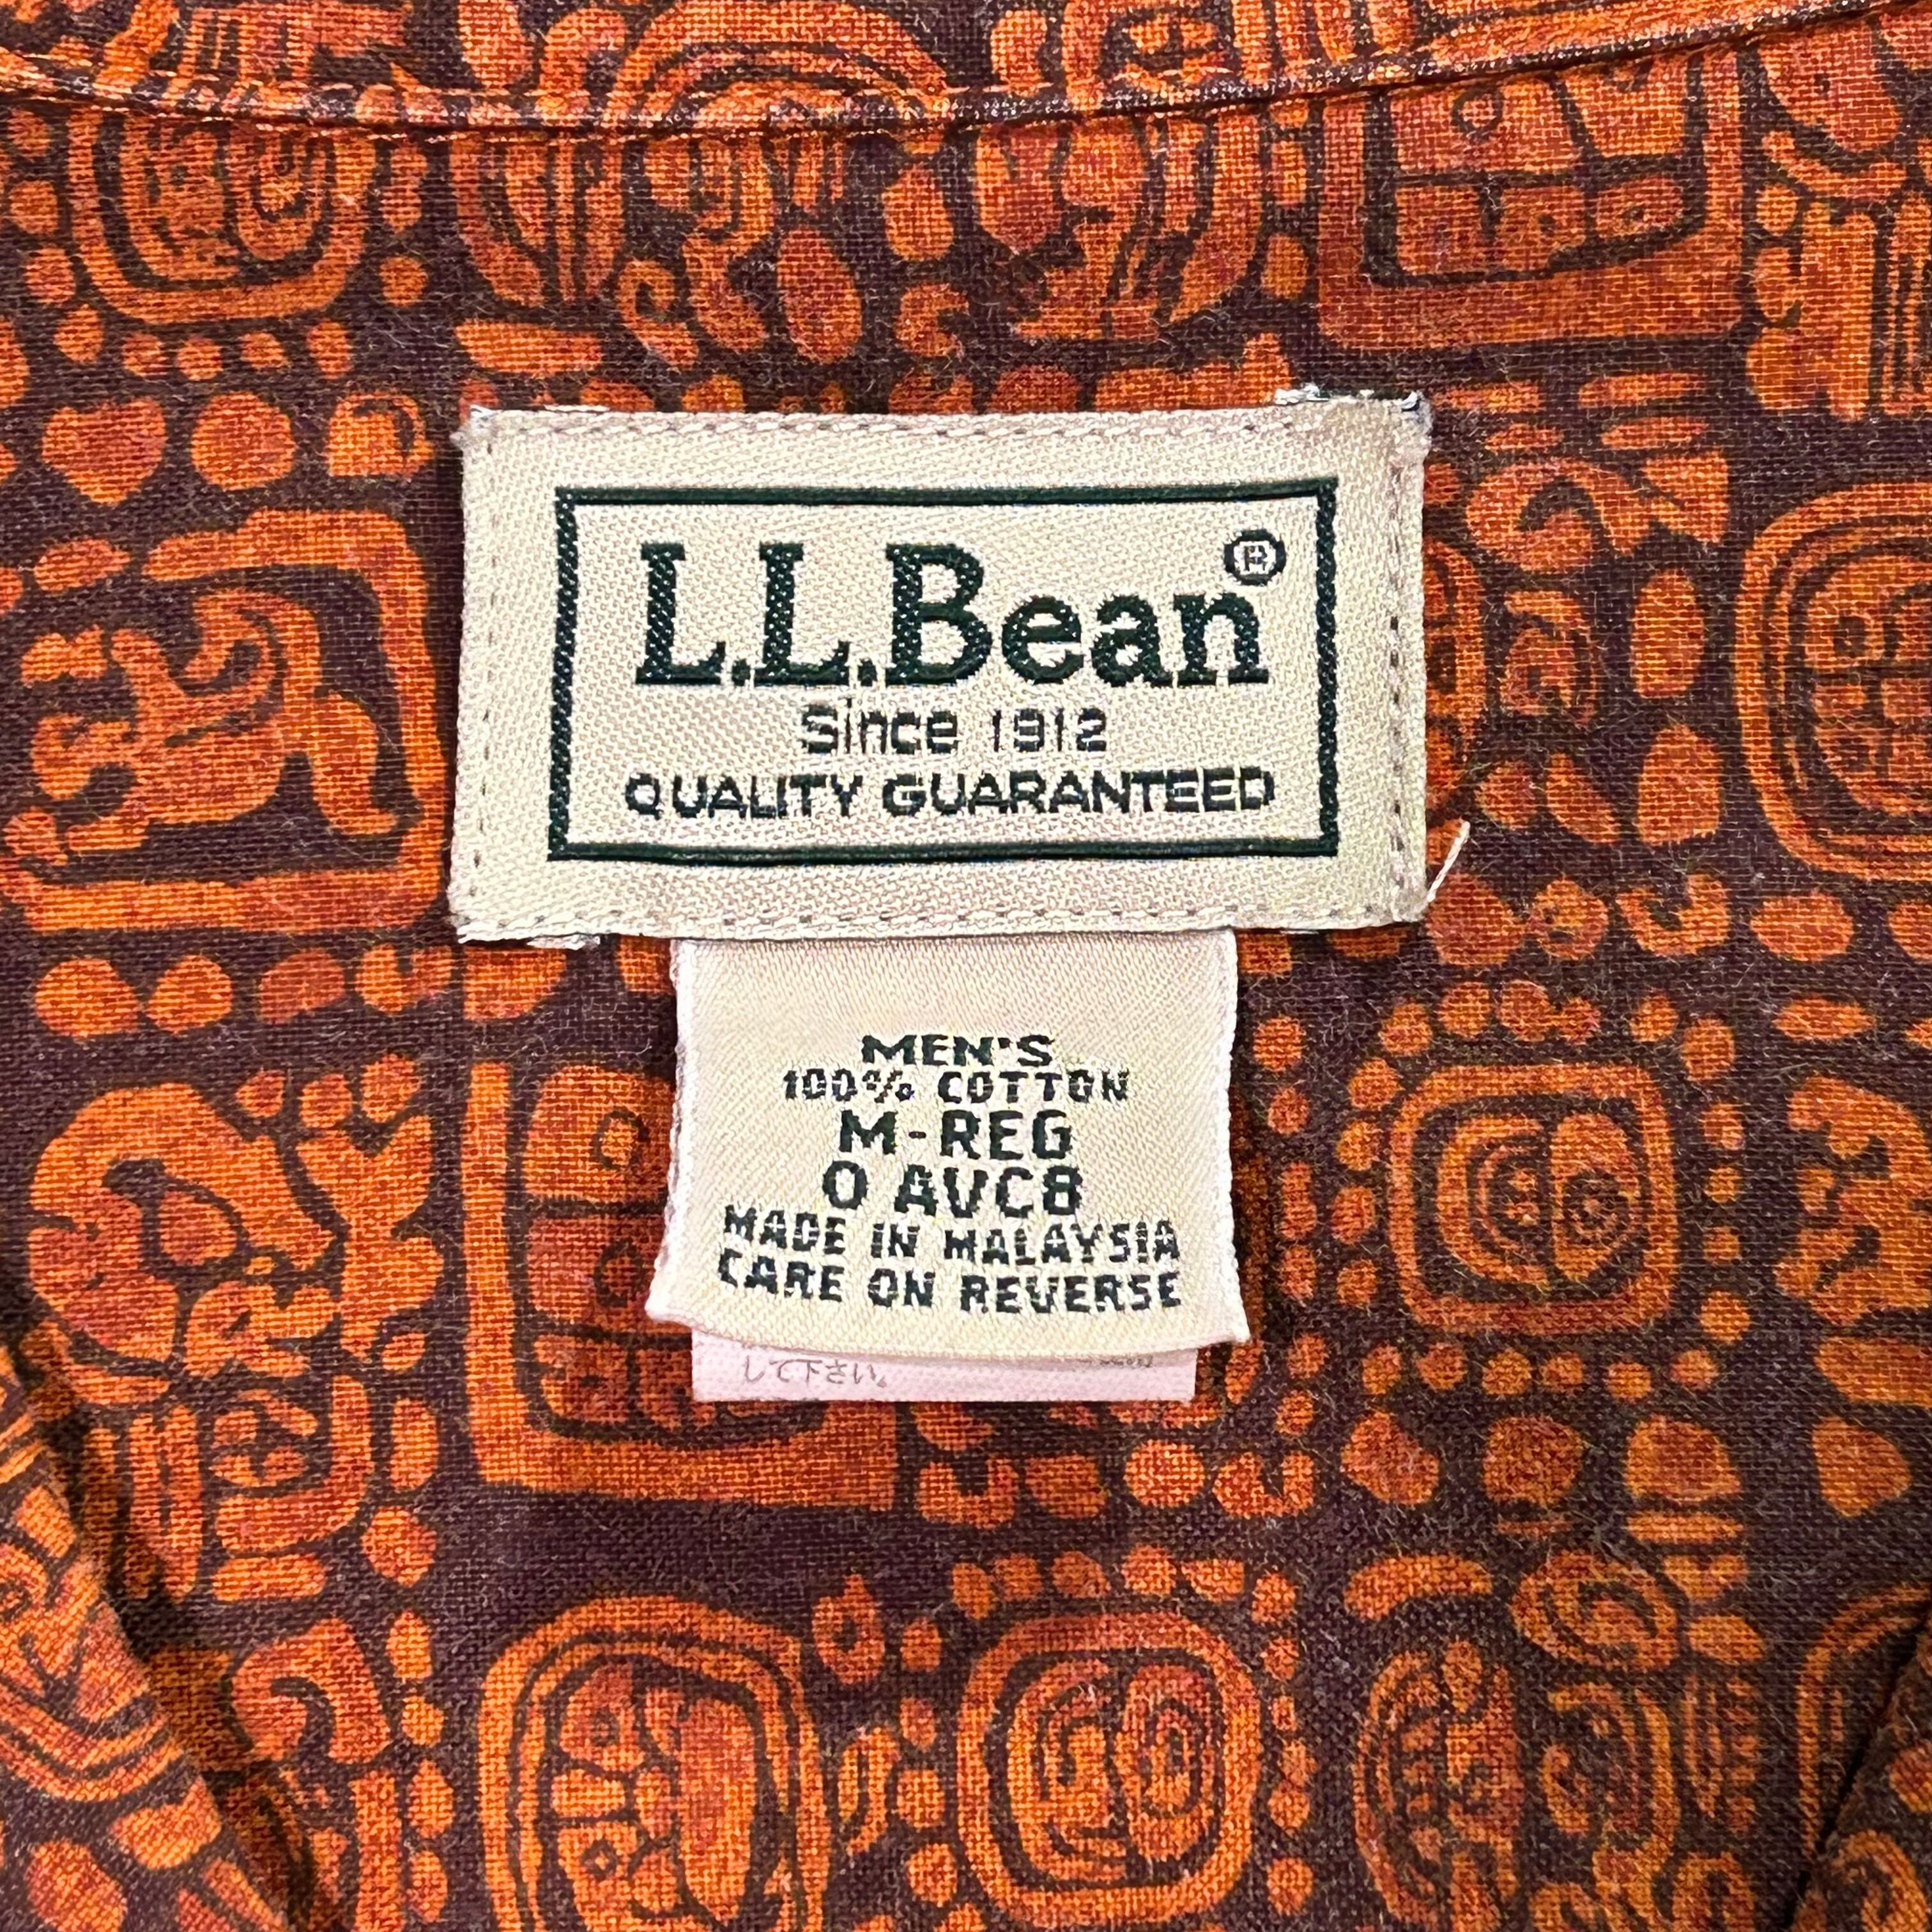 L.L.Bean®
Since 1912
QUALITY GUARANTEED
MEN'S
100% COTTON
M-REG
0 AVC8
MADE IN MALAYSIA
CARE ON REVERSE
して下さい。